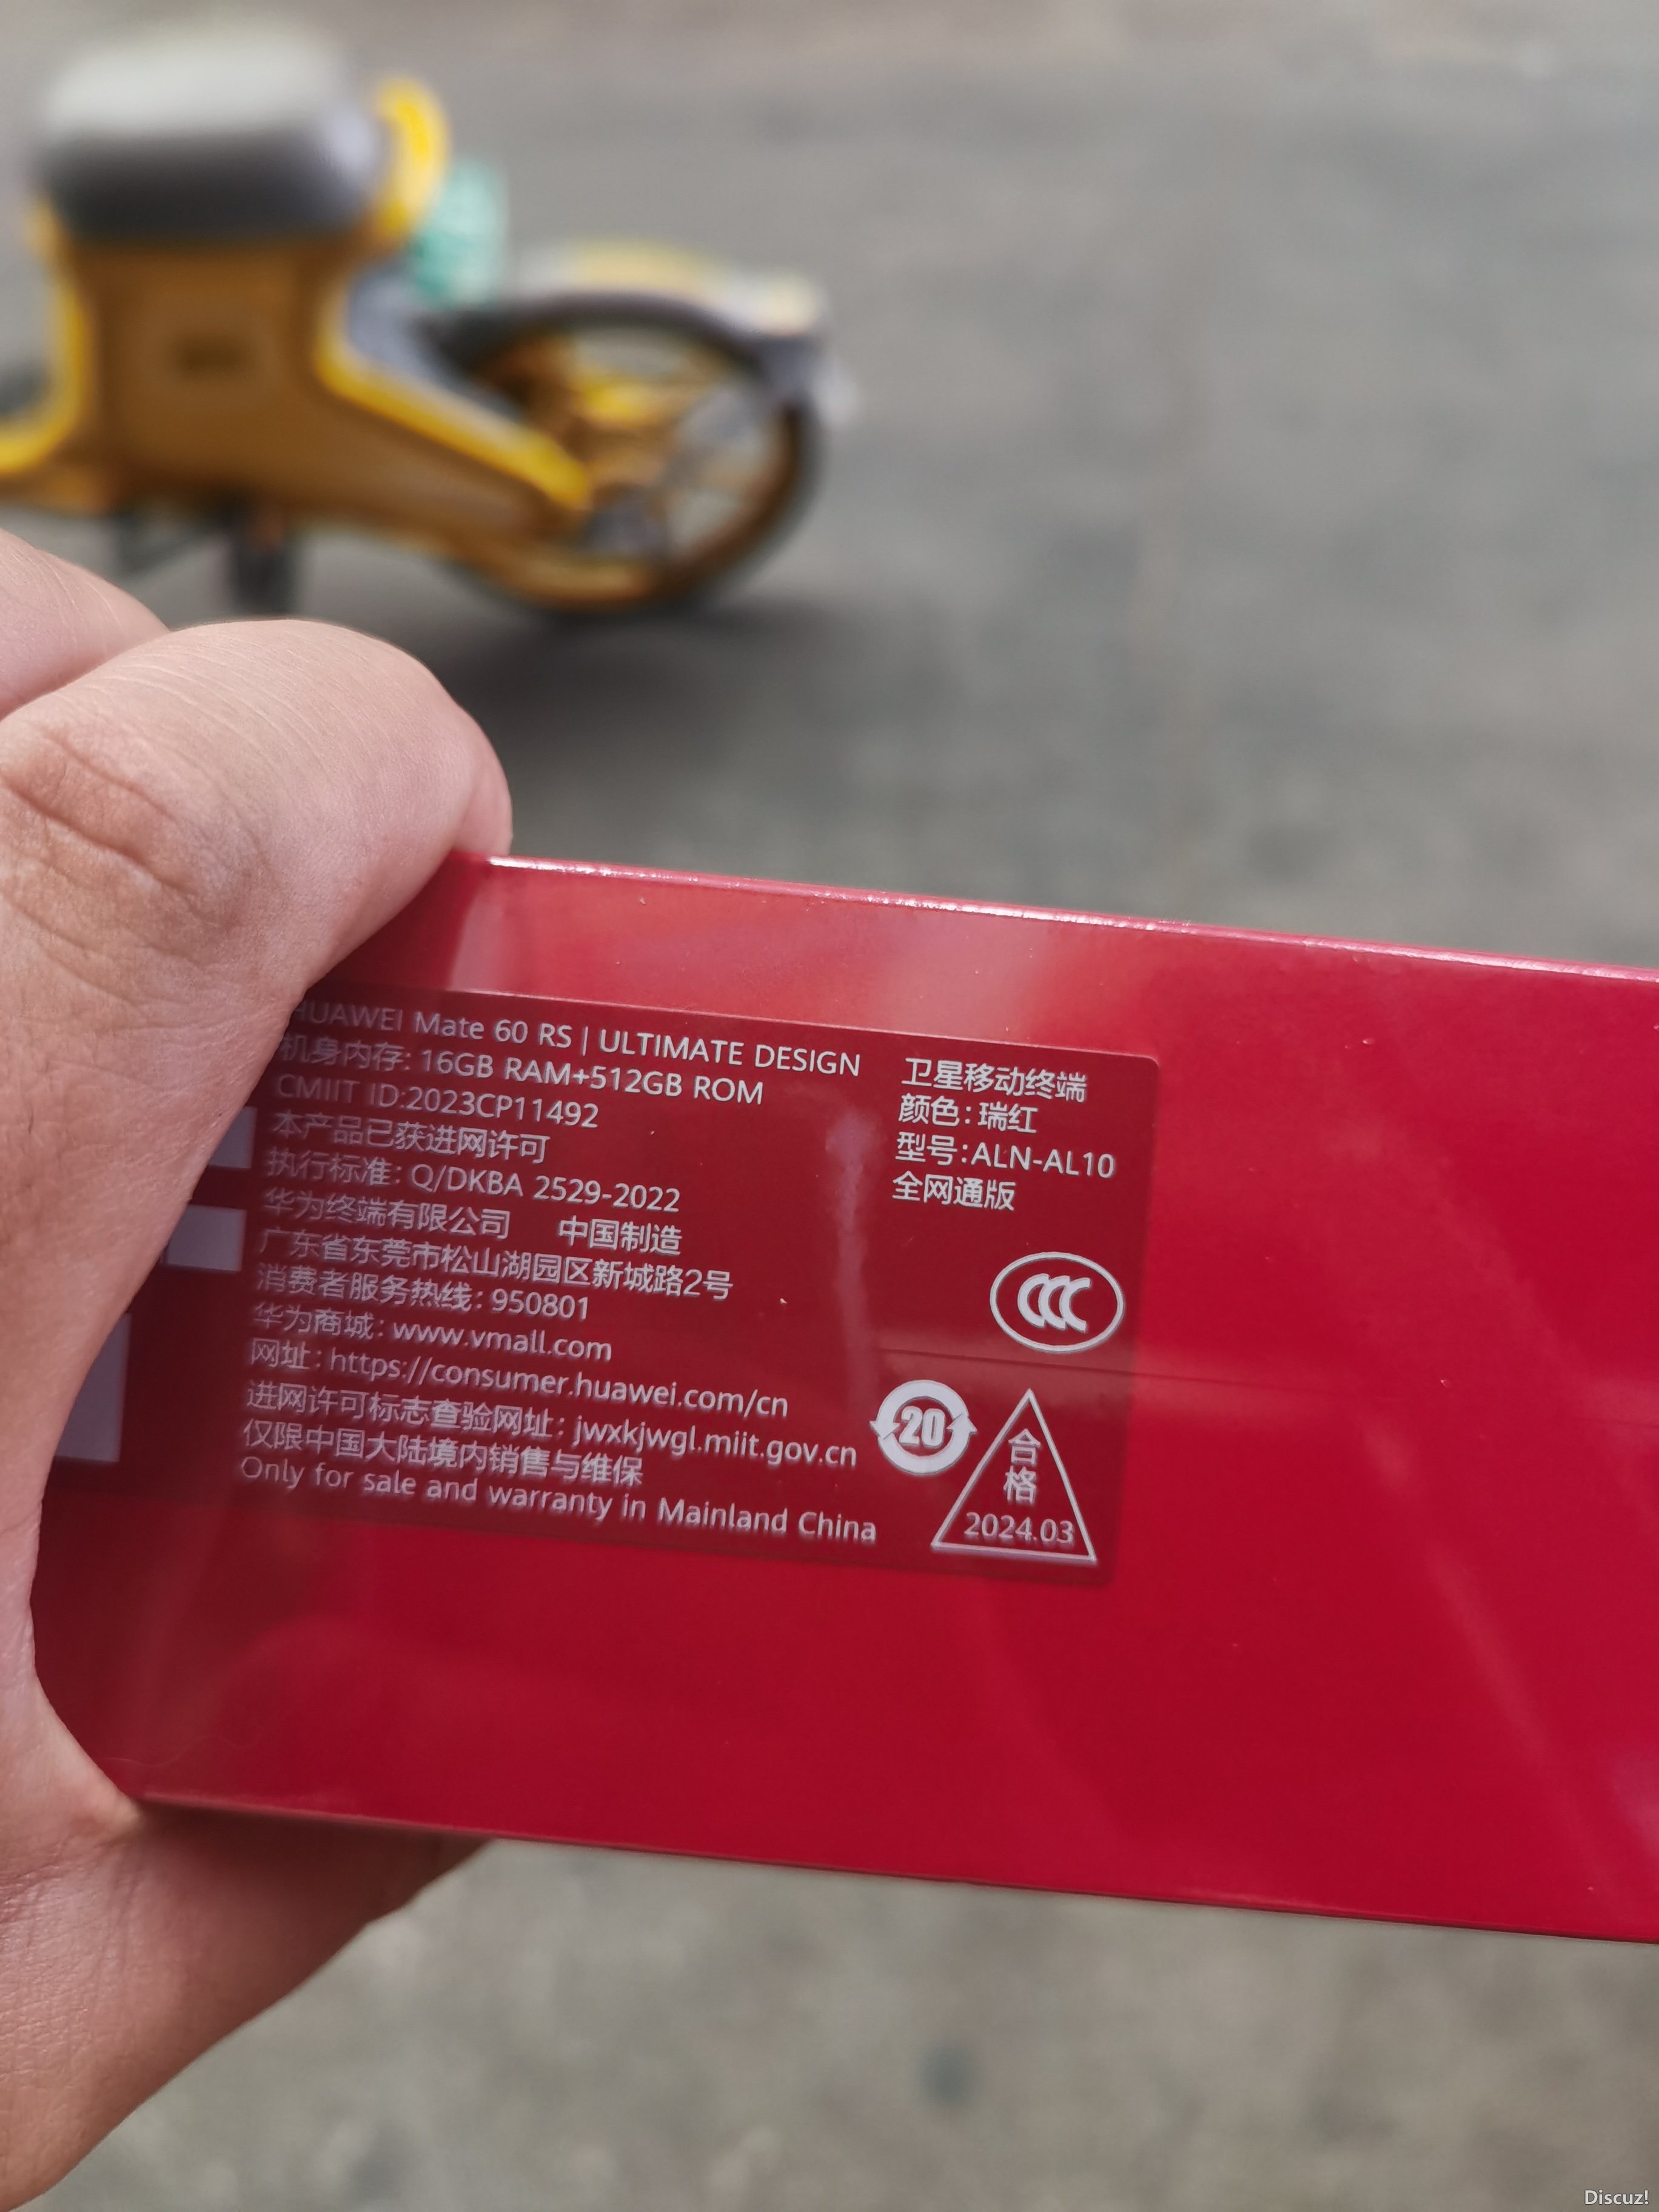 HUAWEI Mate 60 RS | ULTIMATE DESIGN
机身内存: 16GB RAM+512GB ROM
CMIIT ID:2023CP11492
本产品已获进网许可
执行标准: Q/DKBA 2529-2022
华为终端有限公司 中国制造
广东省东莞市松山湖园区新城路2号
消费者服务热线: 950801
华为商城: www.vmall.com
网址: https://consumer.huawei.com/cn
进网许可标志查验网址: jwxkjwgl.miit.gov.cn
仅限中国大陆境内销售与维保
Only for sale and warranty in Mainland China
卫星移动终端
颜色: 瑞红
型号:ALN-AL10
全网通版
CCC
20
合
格
2024.03
Discuz!